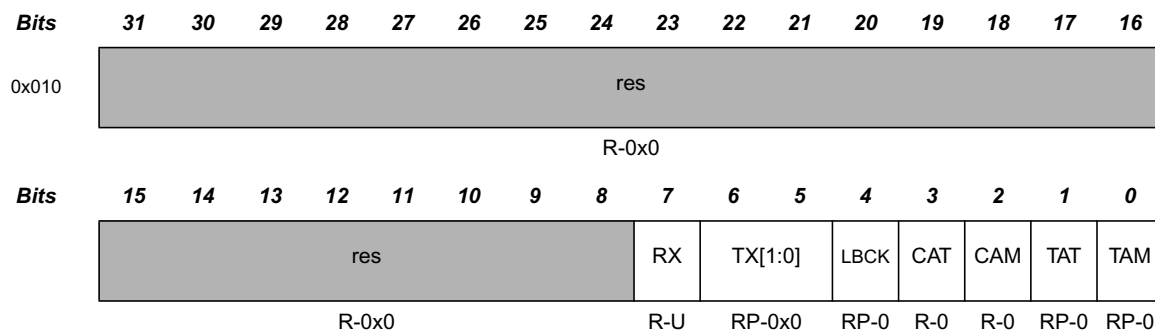 Bits 31 30 29 28 27 26 25 24 23 22 21 20 19 18 17 16
0x010 res
R-0x0
Bits 15 14 13 12 11 10 9 8 7 6 5 4 3 2 1 0
res RX TX[1:0] LBCK CAT CAM TAT TAM
R-0x0 R-U RP-0x0 RP-0 R-0 R-0 RP-0 RP-0